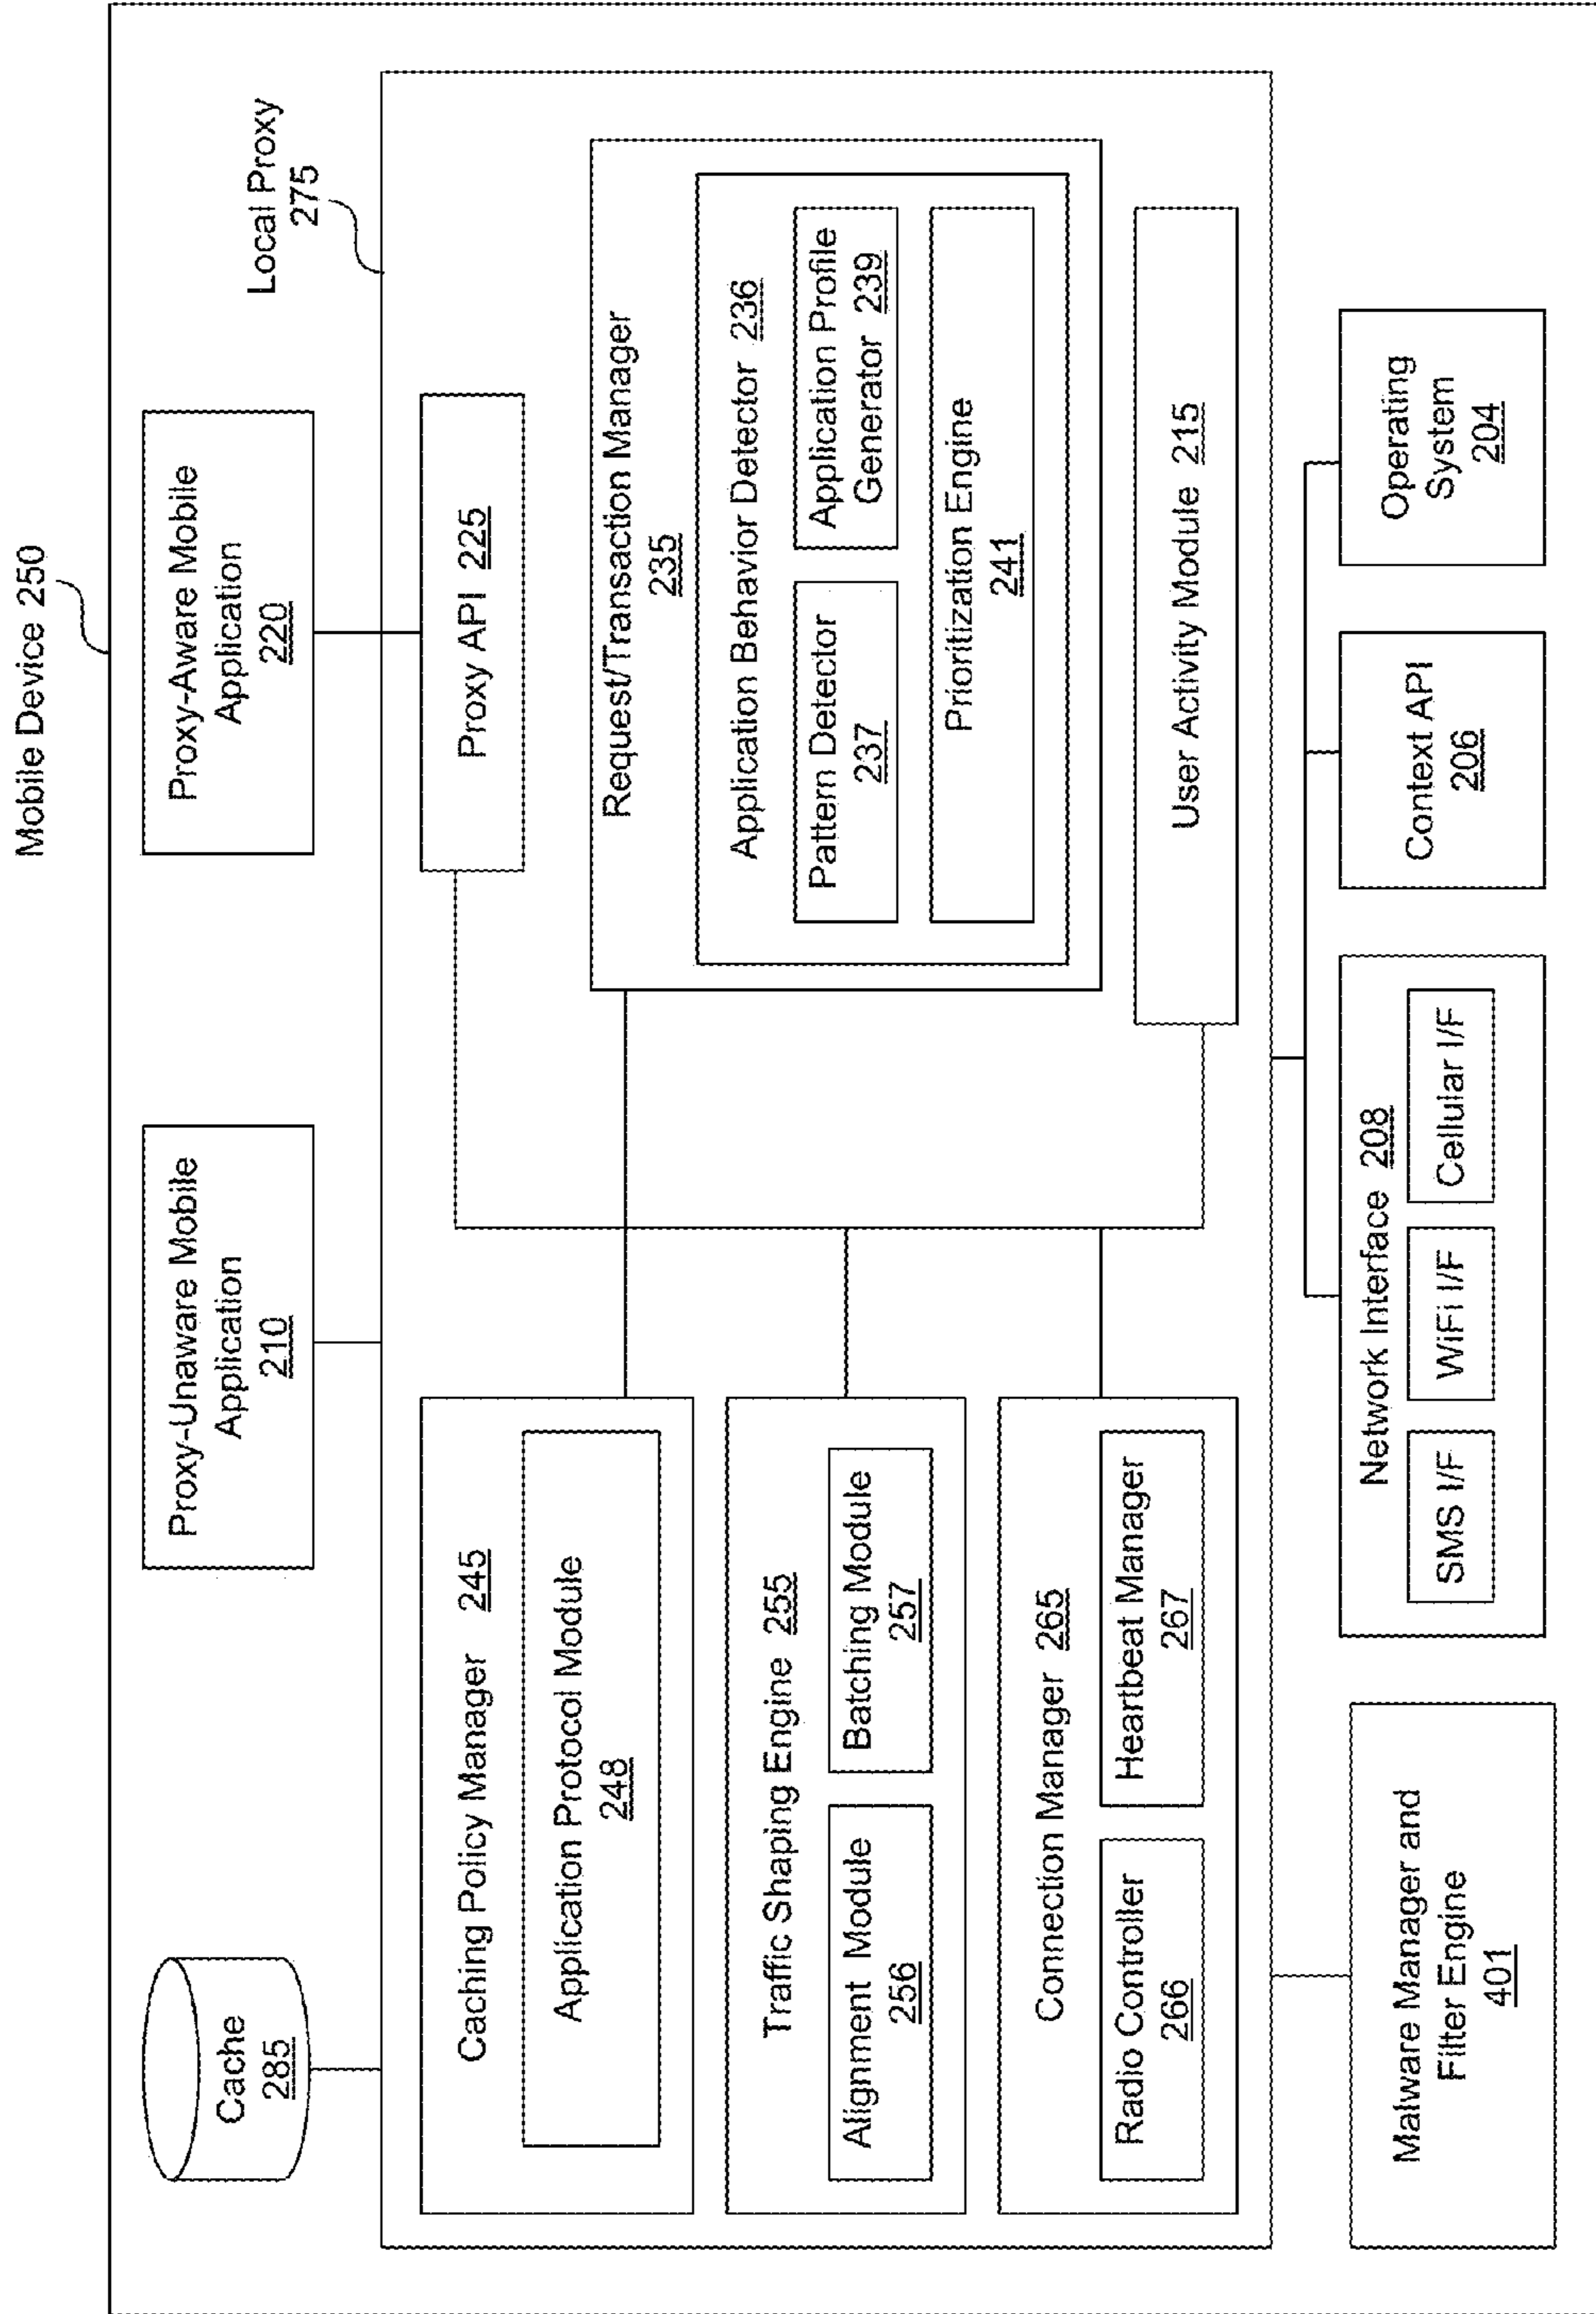 Mobile Device 250
Local Proxy
275
Cache
285
Proxy-Unaware Mobile
Application
210
Proxy-Aware Mobile
Application
220
Caching Policy Manager 245
Application Protocol Module
248
Traffic Shaping Engine 255
Alignment Module
256
Batching Module
257
Connection Manager 265
Radio Controller
266
Heartbeat Manager
267
Proxy API 225
Request/Transaction Manager
235
Application Behavior Detector 236
Pattern Detector
237
Application Profile
Generator 239
Prioritization Engine
241
User Activity Module 215
Malware Manager and
Filter Engine
401
Network Interface 208
SMS I/F
WiFi I/F
Cellular I/F
Context API
206
Operating
System
204